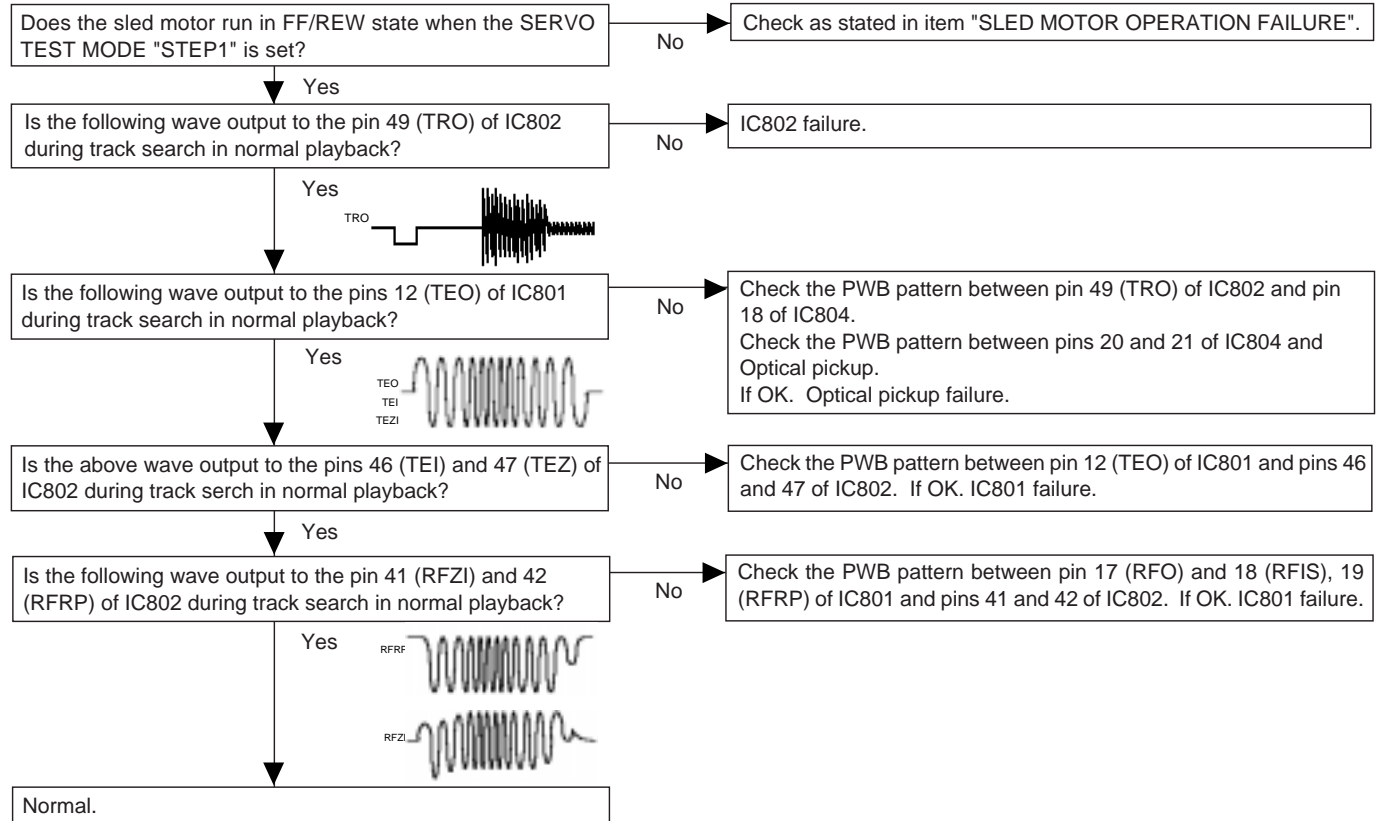 Does the sled motor run in FF/REW state when the SERVO
TEST MODE "STEP1" is set?
No
Check as stated in item "SLED MOTOR OPERATION FAILURE".
Yes
Is the following wave output to the pin 49 (TRO) of IC802
during track search in normal playback?
No
IC802 failure.
Yes
TRO
Is the following wave output to the pins 12 (TEO) of IC801
during track search in normal playback?
No
Check the PWB pattern between pin 49 (TRO) of IC802 and pin
18 of IC804.
Check the PWB pattern between pins 20 and 21 of IC804 and
Optical pickup.
If OK. Optical pickup failure.
Yes
TEO
TEI
TEZI
Is the above wave output to the pins 46 (TEI) and 47 (TEZ) of
IC802 during track serch in normal playback?
No
Check the PWB pattern between pin 12 (TEO) of IC801 and pins 46
and 47 of IC802. If OK. IC801 failure.
Yes
Is the following wave output to the pin 41 (RFZI) and 42
(RFRP) of IC802 during track search in normal playback?
No
Check the PWB pattern between pin 17 (RFO) and 18 (RFIS), 19
(RFRP) of IC801 and pins 41 and 42 of IC802. If OK. IC801 failure.
Yes
RFRP
RFZI
Normal.